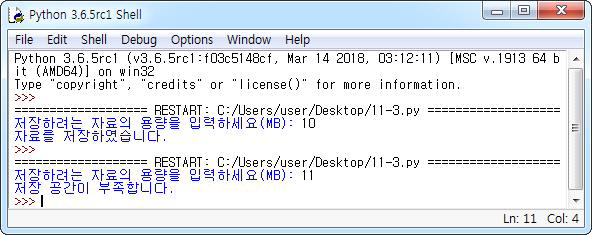 Python 3.6.5rc1 Shell
File Edit Shell Debug Options Window Help
Python 3.6.5rc1 (v3.6.5rc1:f03c5148cf, Mar 14 2018, 03:12:11) [MSC v.1913 64 b
it (AMD64)] on win32
Type "copyright", "credits" or "license()" for more information.
>>>
=================== RESTART: C:/Users/user/Desktop/11-3.py ===================
저장하려는 자료의 용량을 입력하세요(MB): 10
자료를 저장하였습니다.
>>>
=================== RESTART: C:/Users/user/Desktop/11-3.py ===================
저장하려는 자료의 용량을 입력하세요(MB): 11
저장 공간이 부족합니다.
>>>
Ln: 11 Col: 4